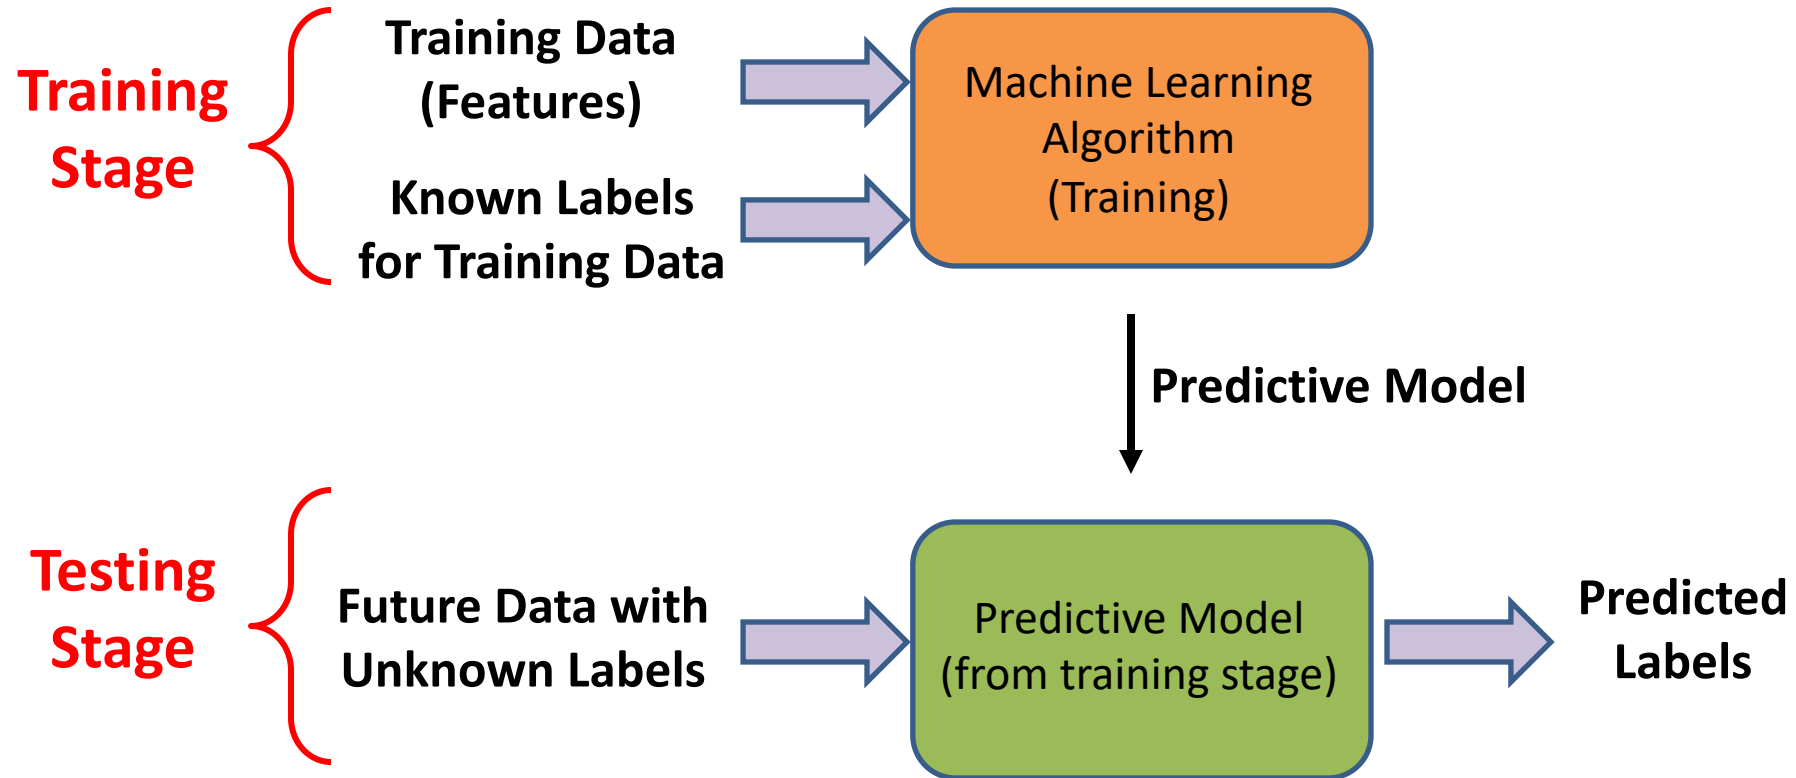 Training
Stage
Training Data
(Features)
Known Labels
for Training Data
Machine Learning
Algorithm
(Training)
Predictive Model
Testing
Stage
Future Data with
Unknown Labels
Predictive Model
(from training stage)
Predicted
Labels